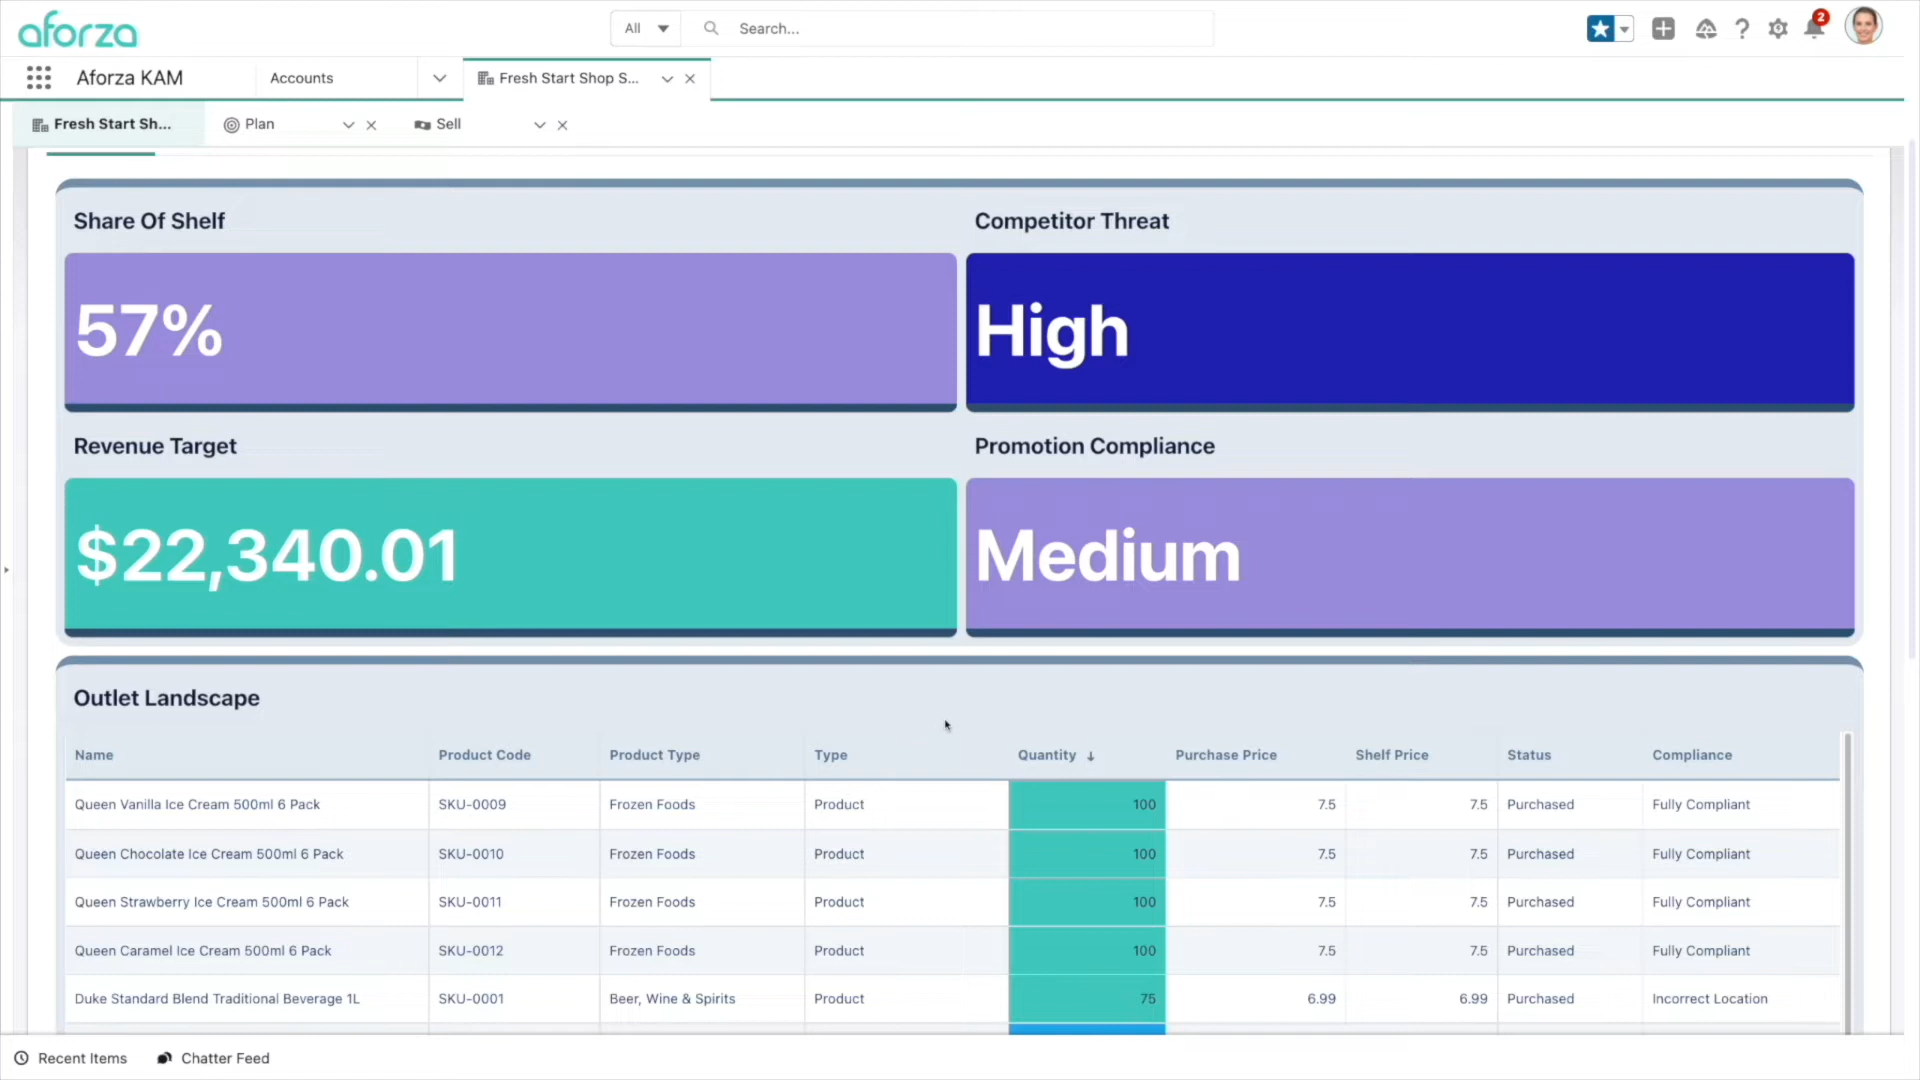 aforza
All
Search...
2
Aforza KAM
Accounts
Fresh Start Shop S...
Fresh Start Sh...
Plan
Sell
Share Of Shelf
Competitor Threat
57%
High
Revenue Target
Promotion Compliance
$22,340.01
Medium
Outlet Landscape
Name Product Code Product Type Type Quantity ↓ Purchase Price Shelf Price Status Compliance
Queen Vanilla Ice Cream 500ml 6 Pack SKU-0009 Frozen Foods Product 100 7.5 7.5 Purchased Fully Compliant
Queen Chocolate Ice Cream 500ml 6 Pack SKU-0010 Frozen Foods Product 100 7.5 7.5 Purchased Fully Compliant
Queen Strawberry Ice Cream 500ml 6 Pack SKU-0011 Frozen Foods Product 100 7.5 7.5 Purchased Fully Compliant
Queen Caramel Ice Cream 500ml 6 Pack SKU-0012 Frozen Foods Product 100 7.5 7.5 Purchased Fully Compliant
Duke Standard Blend Traditional Beverage 1L SKU-0001 Beer, Wine & Spirits Product 75 6.99 6.99 Purchased Incorrect Location
Recent Items
Chatter Feed